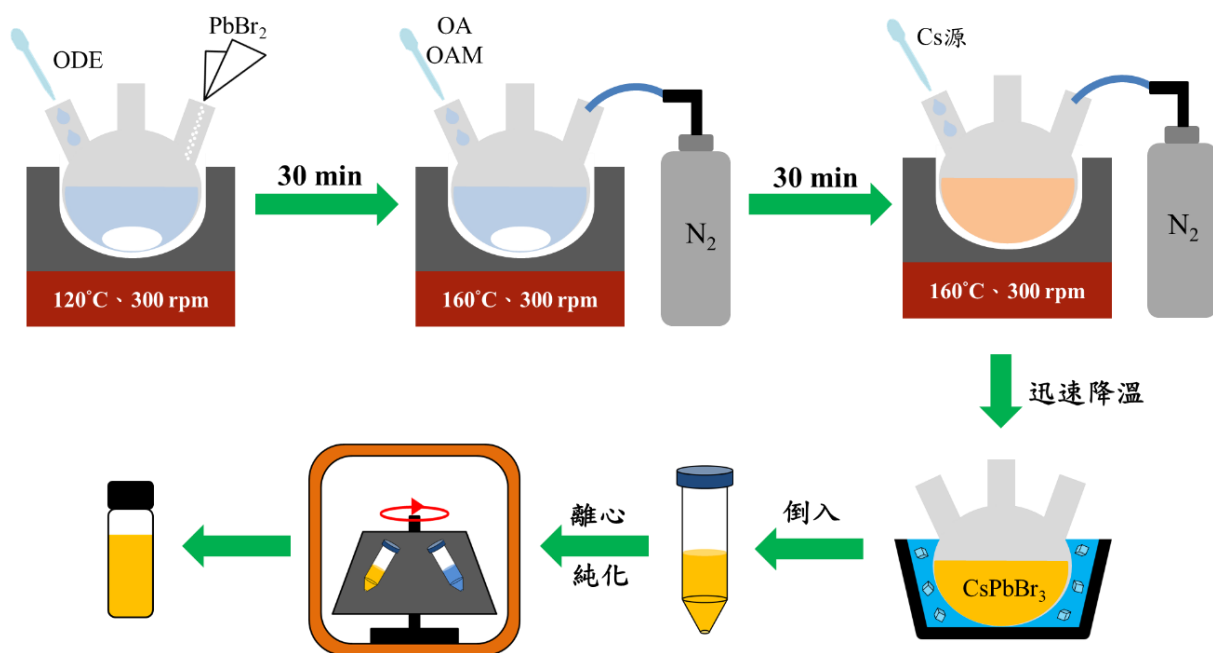 ODE
PbBr₂
120°C、300 rpm
30 min
OA
OAM
N₂
160°C、300 rpm
30 min
Cs源
N₂
160°C、300 rpm
迅速降溫
CsPbBr₃
倒入
離心
純化